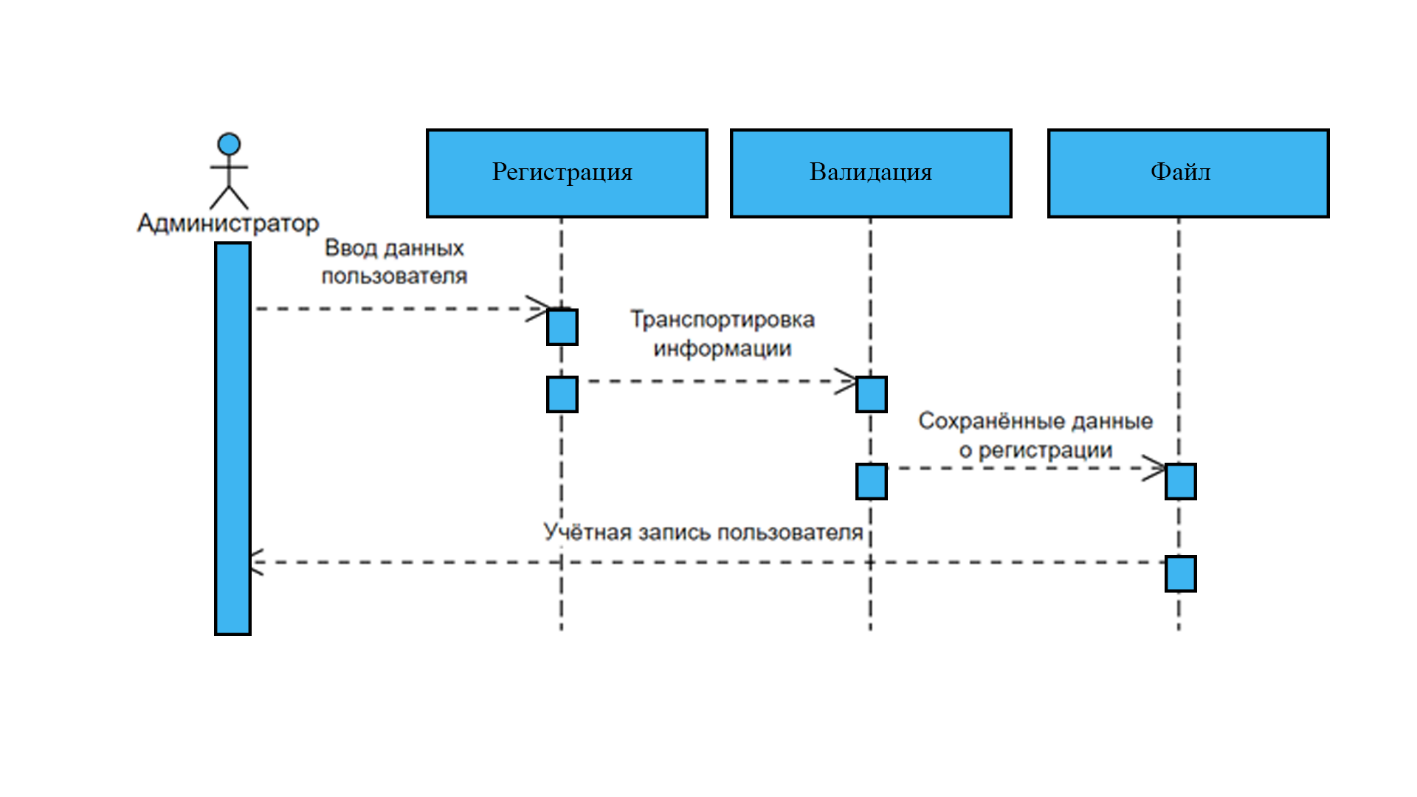 Регистрация
Валидация
Файл
Администратор
Ввод данных
пользователя
Транспортировка
информации
Сохранённые данные
о регистрации
Учётная запись пользователя